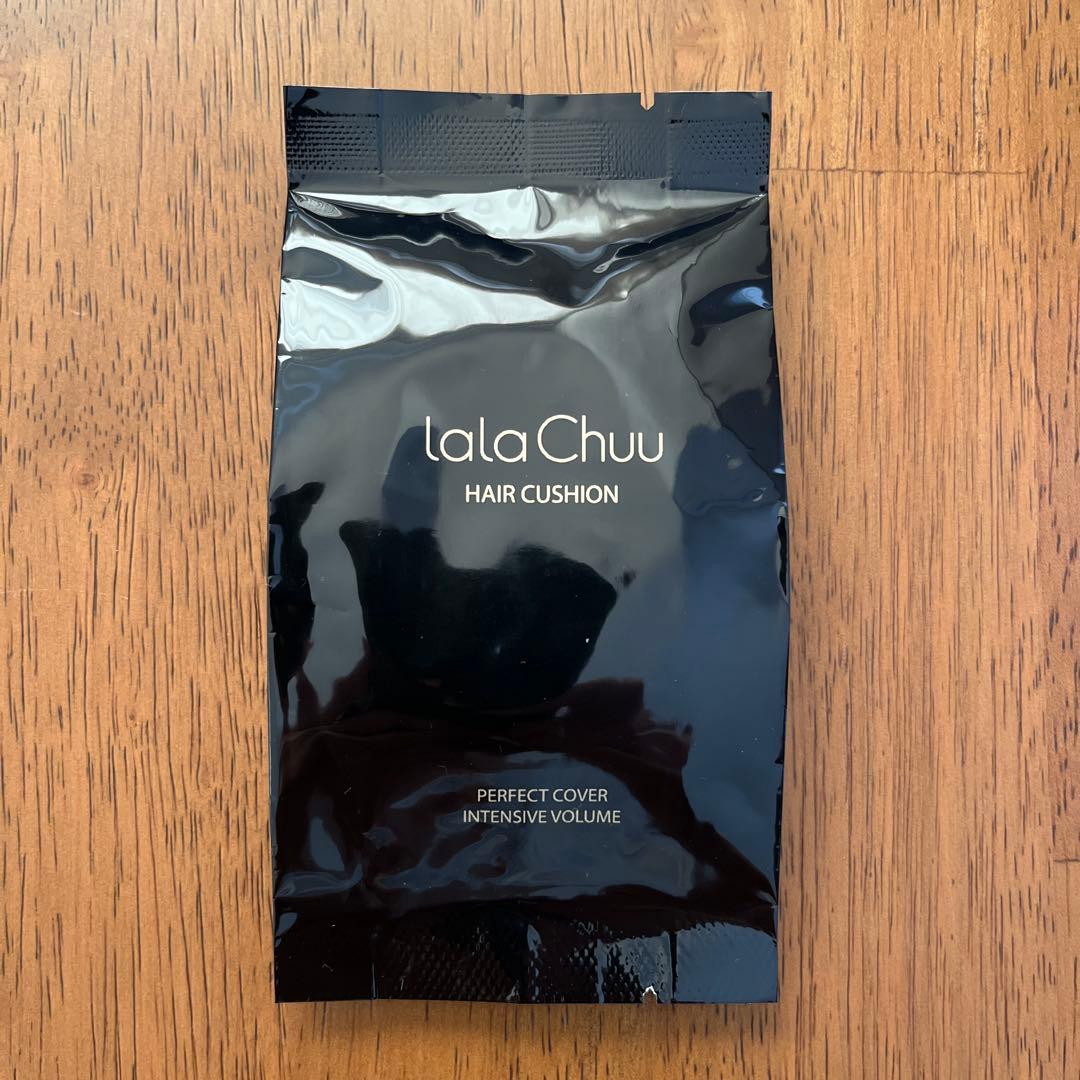 lala Chuu
HAIR CUSHION
PERFECT COVER
INTENSIVE VOLUME